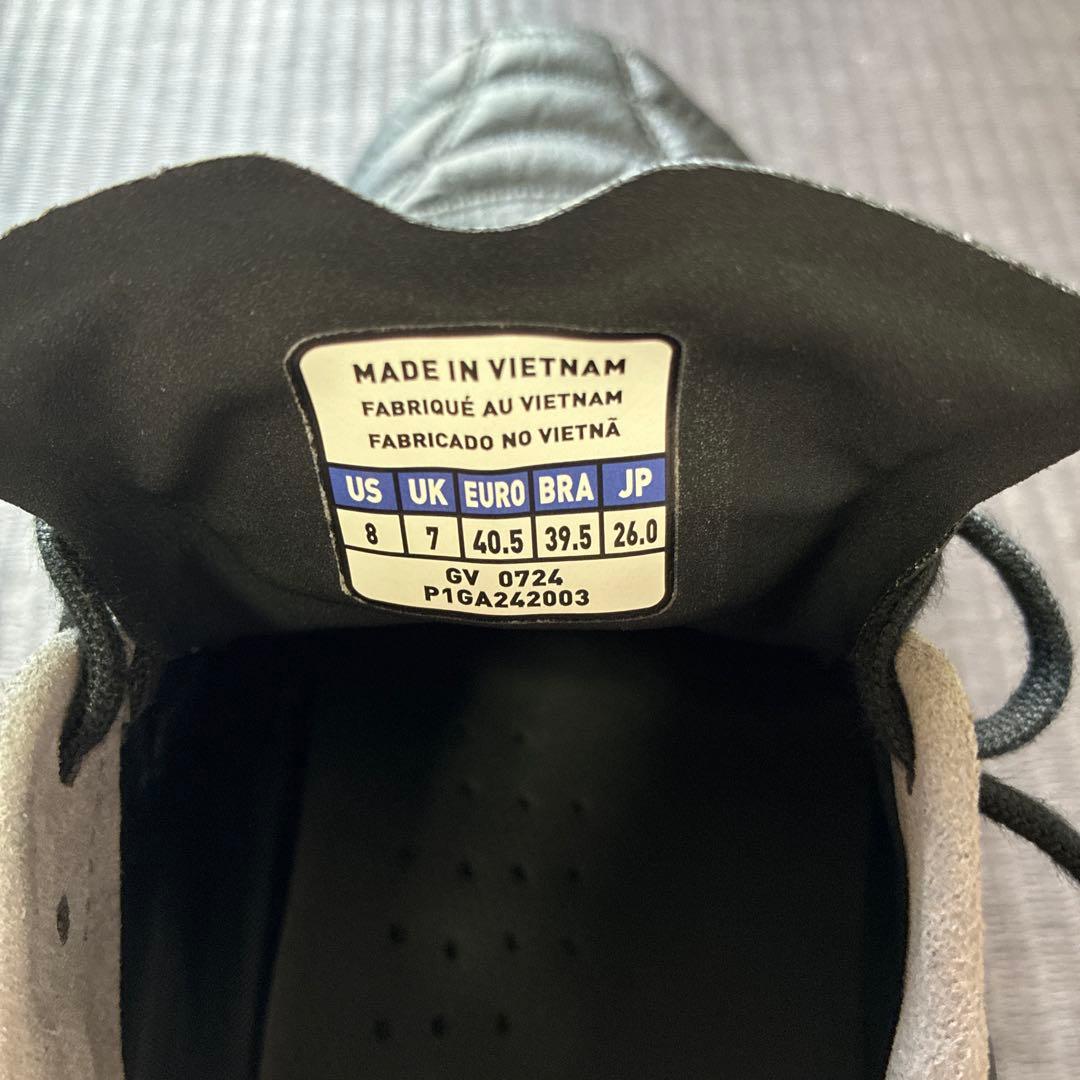 MADE IN VIETNAM
FABRIQUÉ AU VIETNAM
FABRICADO NO VIETNÃ
US UK EURO BRA JP
8 7 40.5 39.5 26.0
GV 0724
P1GA242003